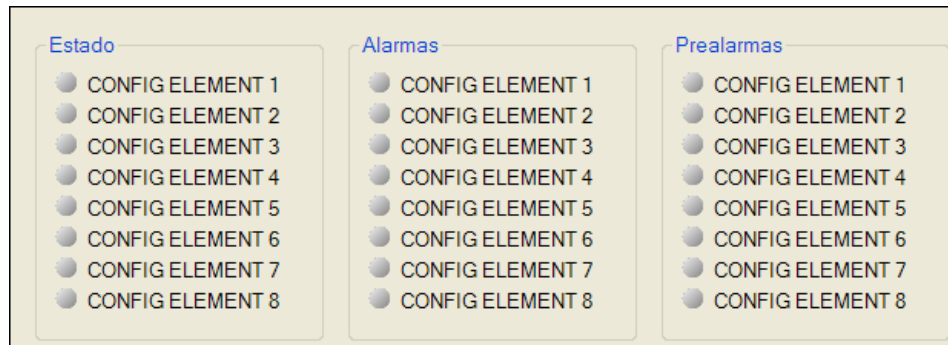 Estado
CONFIG ELEMENT 1
CONFIG ELEMENT 2
CONFIG ELEMENT 3
CONFIG ELEMENT 4
CONFIG ELEMENT 5
CONFIG ELEMENT 6
CONFIG ELEMENT 7
CONFIG ELEMENT 8
Alarmas
CONFIG ELEMENT 1
CONFIG ELEMENT 2
CONFIG ELEMENT 3
CONFIG ELEMENT 4
CONFIG ELEMENT 5
CONFIG ELEMENT 6
CONFIG ELEMENT 7
CONFIG ELEMENT 8
Prealarmas
CONFIG ELEMENT 1
CONFIG ELEMENT 2
CONFIG ELEMENT 3
CONFIG ELEMENT 4
CONFIG ELEMENT 5
CONFIG ELEMENT 6
CONFIG ELEMENT 7
CONFIG ELEMENT 8